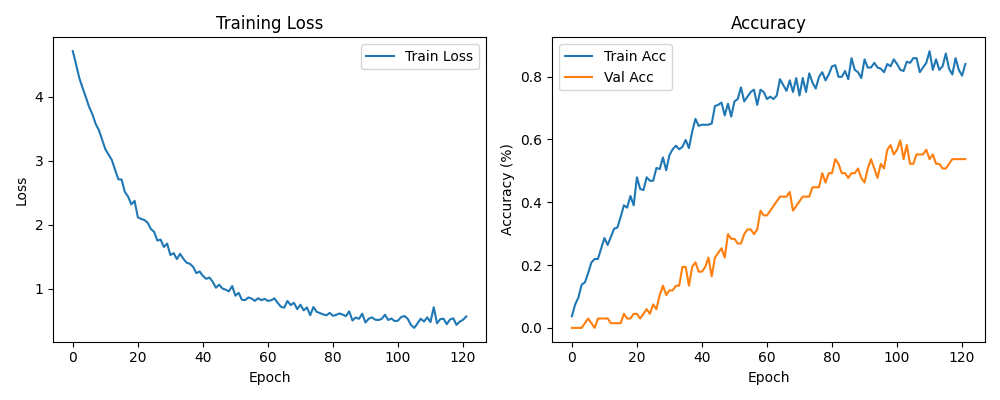 Training Loss
Train Loss
4
3
2
1
Loss
0 20 40 60 80 100 120
Epoch
Accuracy
Train Acc
Val Acc
0.8
0.6
0.4
0.2
0.0
Accuracy (%)
0 20 40 60 80 100 120
Epoch